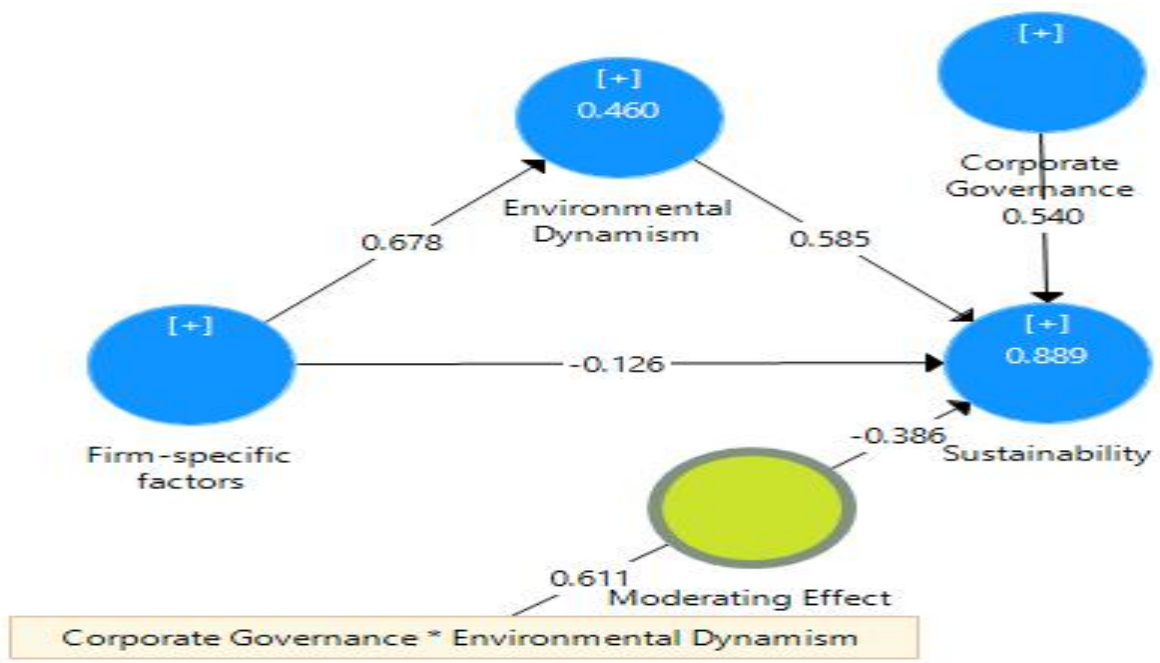 [+]
[+]
0.460
Corporate
Governance
0.540
Environmental
Dynamism
0.678
0.585
[+]
[+]
0.889
-0.126
Firm-specific
factors
-0.386
Sustainability
0.611
Moderating Effect
Corporate Governance * Environmental Dynamism